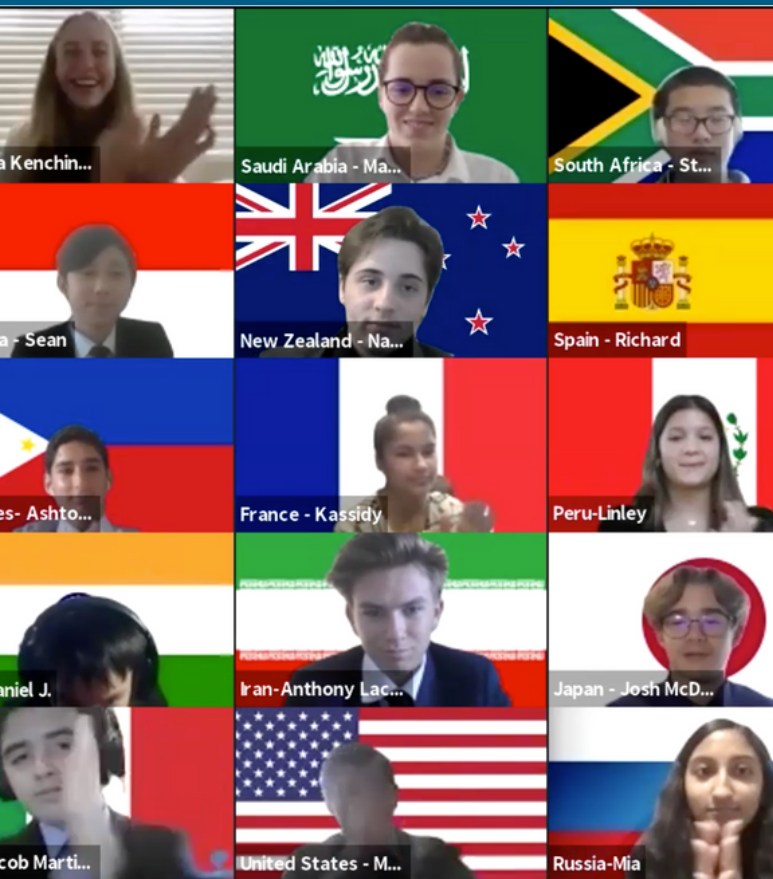 a Kenchin...
Saudi Arabia - Ma...
South Africa - St...
a - Sean
New Zealand - Na...
Spain - Richard
es- Ashto...
France - Kassidy
Peru-Linley
aniel J.
Iran-Anthony Lac...
Japan - Josh McD...
cob Marti...
United States - M...
Russia-Mia